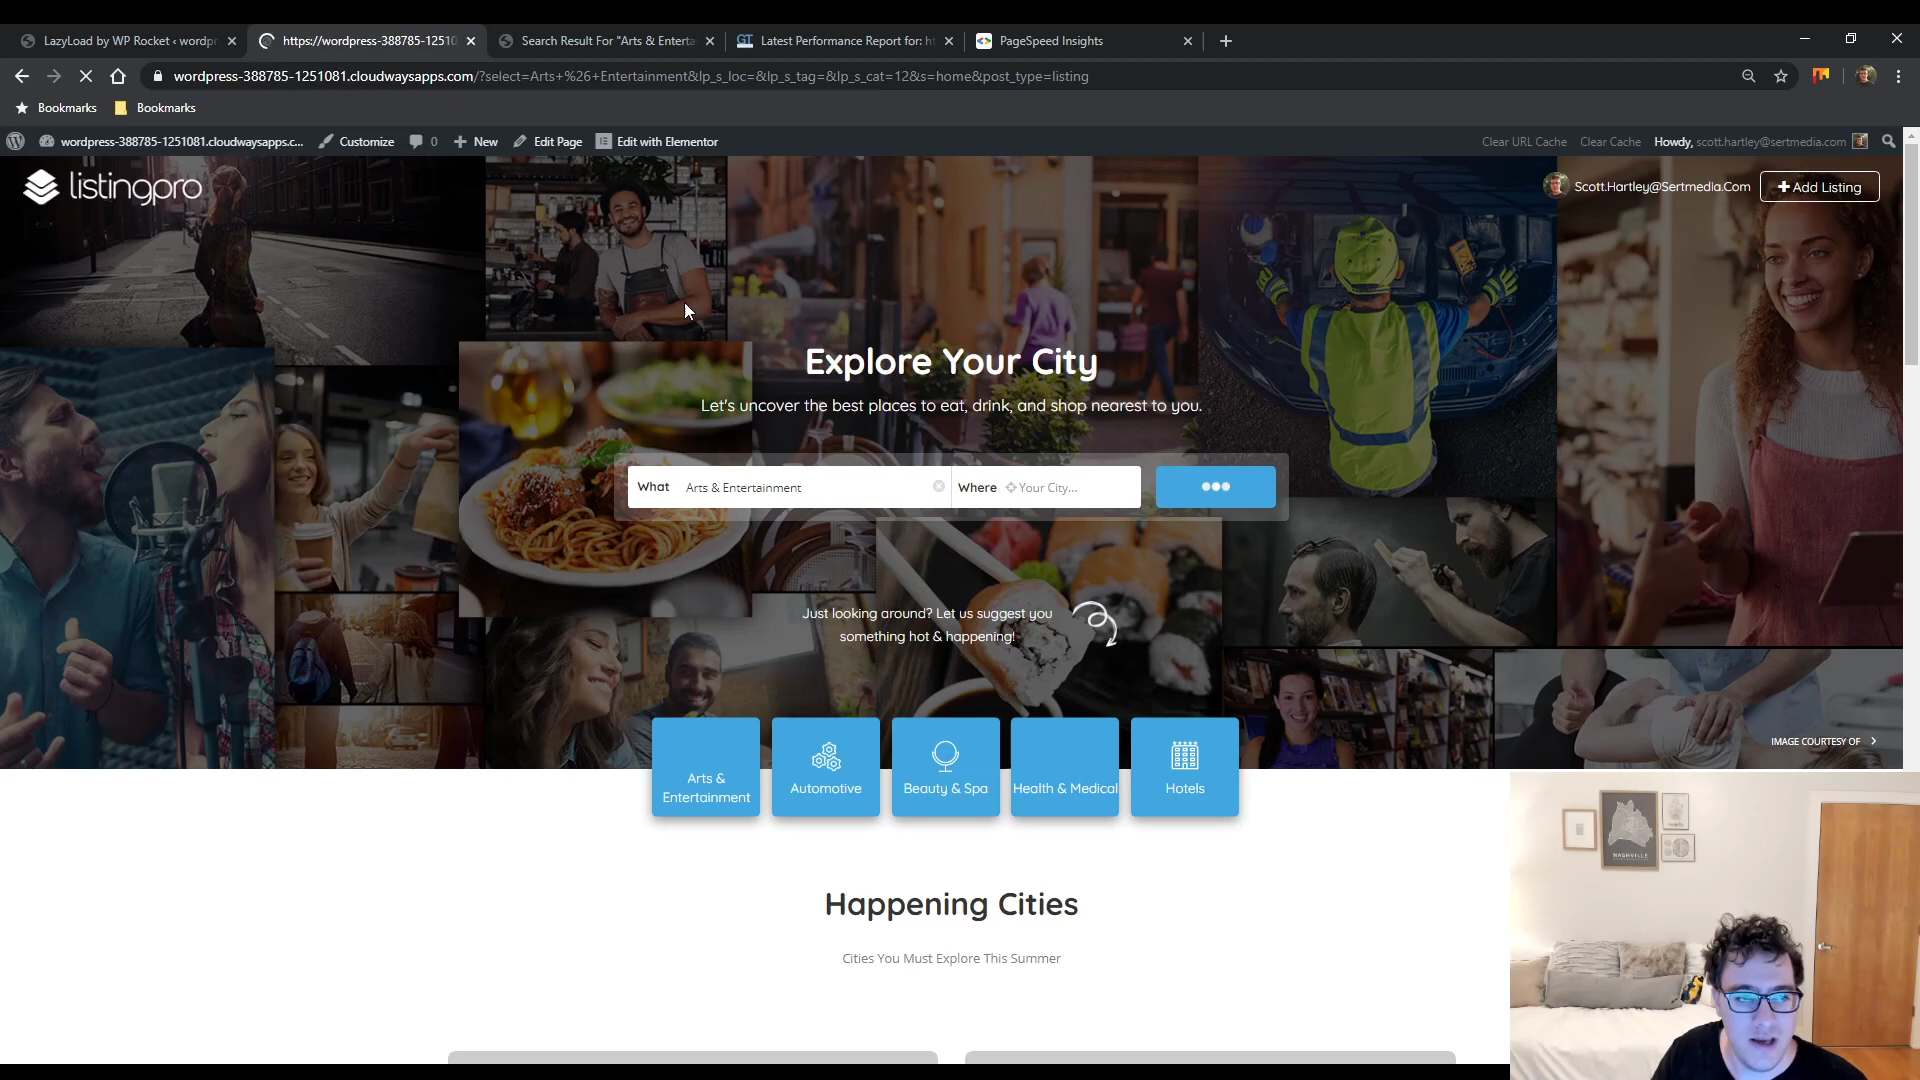 LazyLoad by WP Rocket ‹ wordpr
https://wordpress-388785-12510
Search Result For "Arts & Enterta
GT Latest Performance Report for: ht
PageSpeed Insights
wordpress-388785-1251081.cloudwaysapps.com/?select=Arts+%26+Entertainment&lp_s_loc=&lp_s_tag=&lp_s_cat=12&s=home&post_type=listing
Bookmarks
Bookmarks
wordpress-388785-1251081.cloudwaysapps.c...
Customize
0
New
Edit Page
Edit with Elementor
Clear URL Cache
Clear Cache
Howdy, scott.hartley@sertmedia.com
listingpro
Scott.Hartley@Sertmedia.Com
Add Listing
Explore Your City
Let's uncover the best places to eat, drink, and shop nearest to you.
What Arts & Entertainment
Where Your City...
Just looking around? Let us suggest you
something hot & happening!
IMAGE COURTESY OF
Arts &
Entertainment
Automotive
Beauty & Spa
Health & Medical
Hotels
Happening Cities
Cities You Must Explore This Summer
NASHVILLE